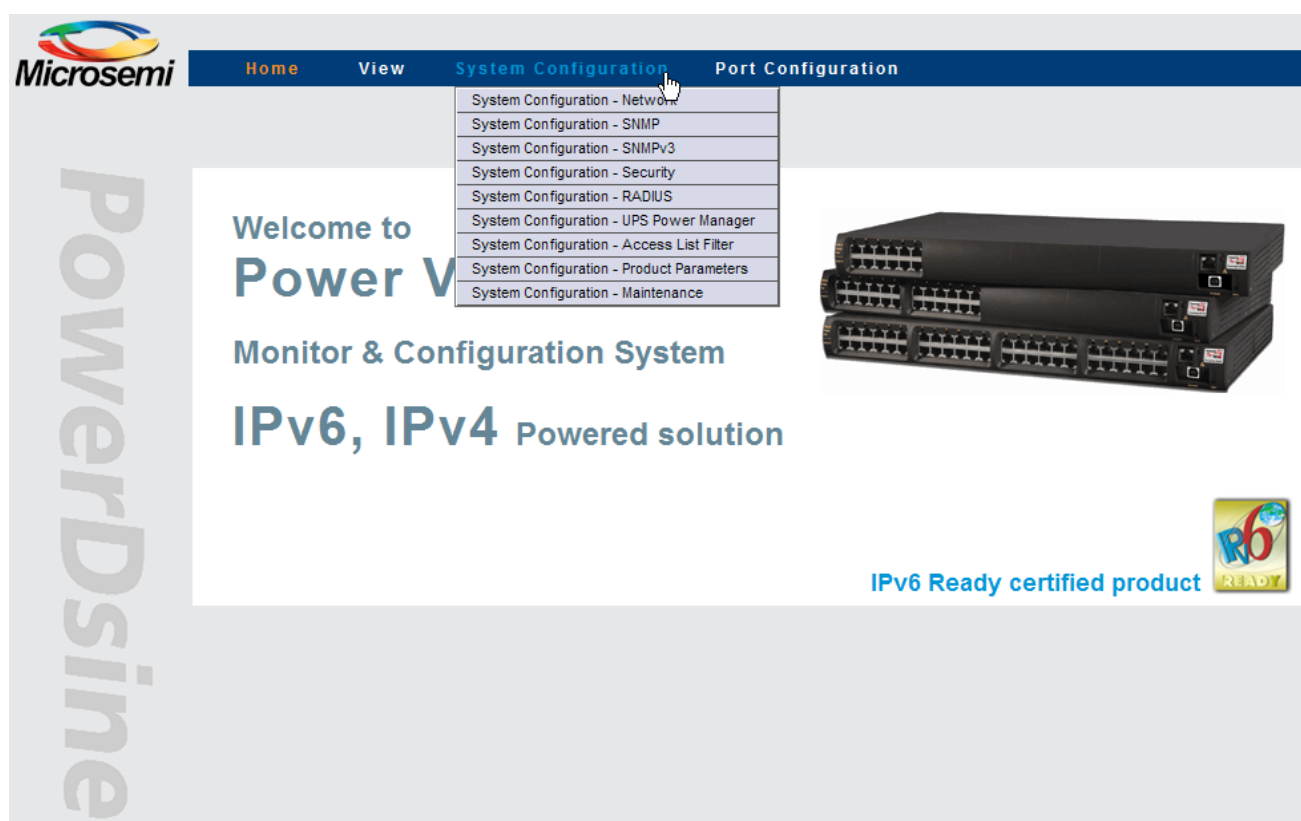 Microsemi
Home View System Configuration Port Configuration
System Configuration - Network
System Configuration - SNMP
System Configuration - SNMPv3
System Configuration - Security
System Configuration - RADIUS
System Configuration - UPS Power Manager
System Configuration - Access List Filter
System Configuration - Product Parameters
System Configuration - Maintenance
PowerDsine
Welcome to
Power V
Monitor & Configuration System
IPv6, IPv4 Powered solution
IPv6 Ready certified product
IPv6
READY